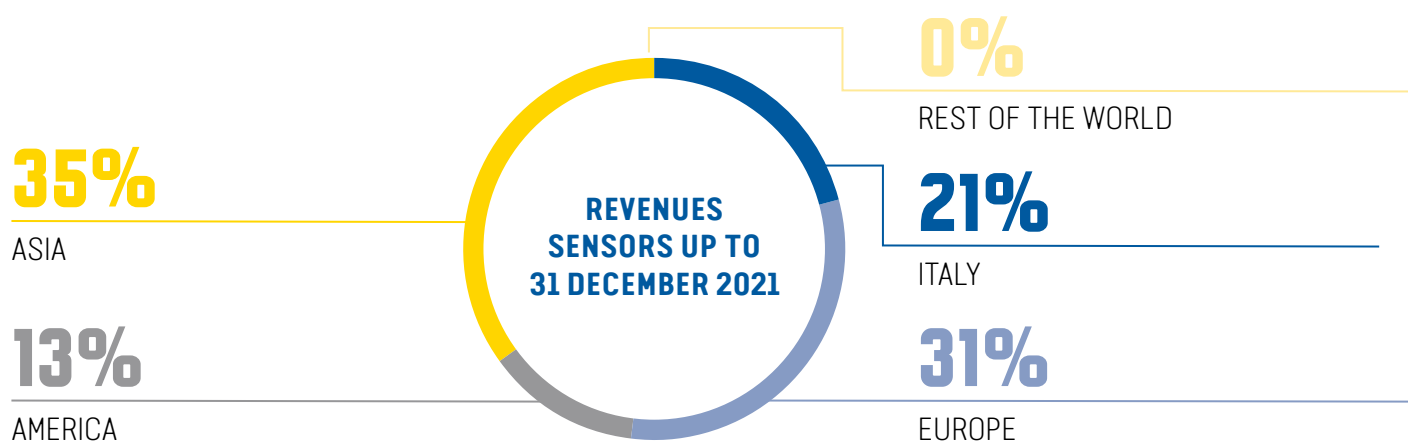 0%
REST OF THE WORLD
35%
ASIA
REVENUES
SENSORS UP TO
31 DECEMBER 2021
21%
ITALY
13%
AMERICA
31%
EUROPE